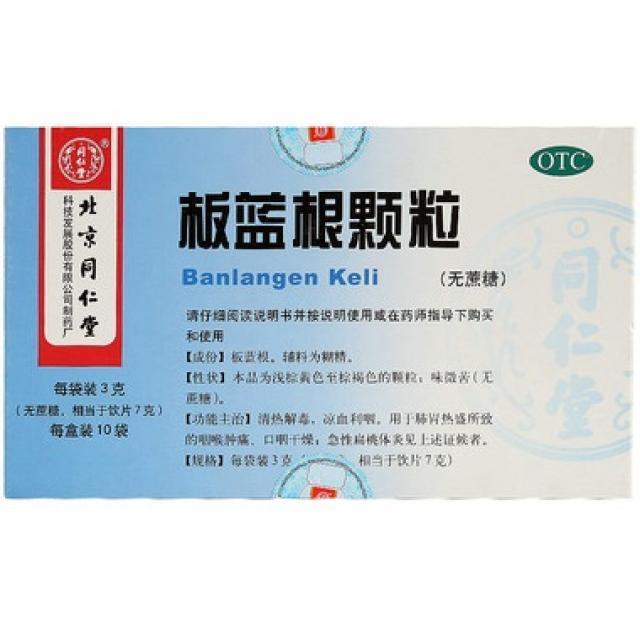 同仁堂
®
北京同仁堂
科技发展股份有限公司制药厂
OTC
板蓝根颗粒
Banlangen Keli
(无蔗糖)
请仔细阅读说明书并按说明使用或在药师指导下购买
和使用
【成份】板蓝根。辅料为糊精。
【性状】本品为浅棕黄色至棕褐色的颗粒；味微苦(无
蔗糖)。
【功能主治】清热解毒，凉血利咽。用于肺胃热盛所致
的咽喉肿痛、口咽干燥；急性扁桃体炎见上述证候者。
【规格】每袋装3克
相当于饮片7克)
每袋装3克
(无蔗糖，相当于饮片7克)
每盒装10袋
同仁堂